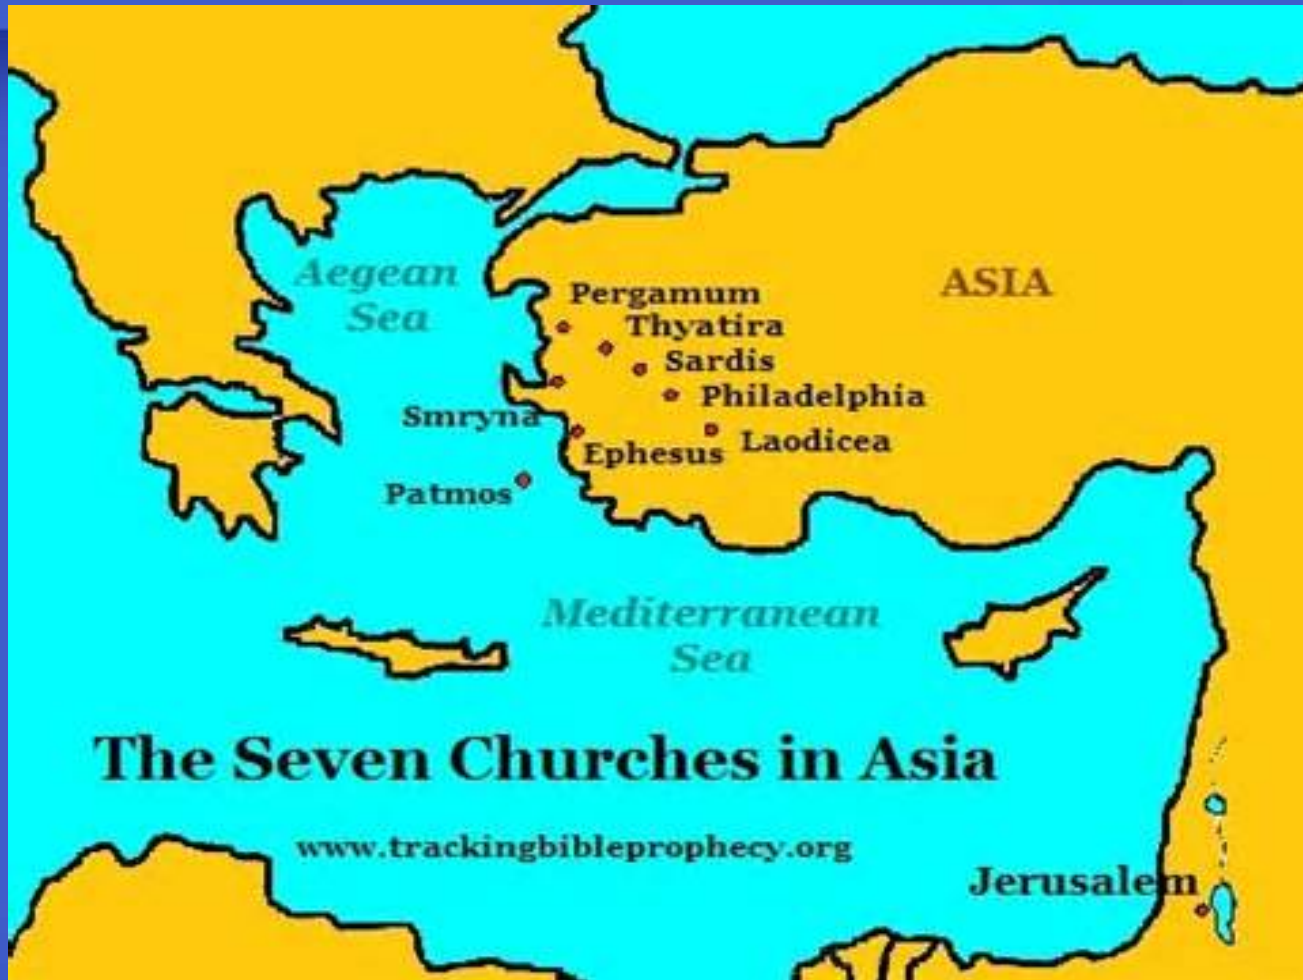 Aegean
Sea
ASIA
Pergamum
Thyatira
Sardis
Philadelphia
Smryna
Laodicea
Ephesus
Patmos
Mediterranean
Sea
The Seven Churches in Asia
www.trackingbibleprophecy.org
Jerusalem